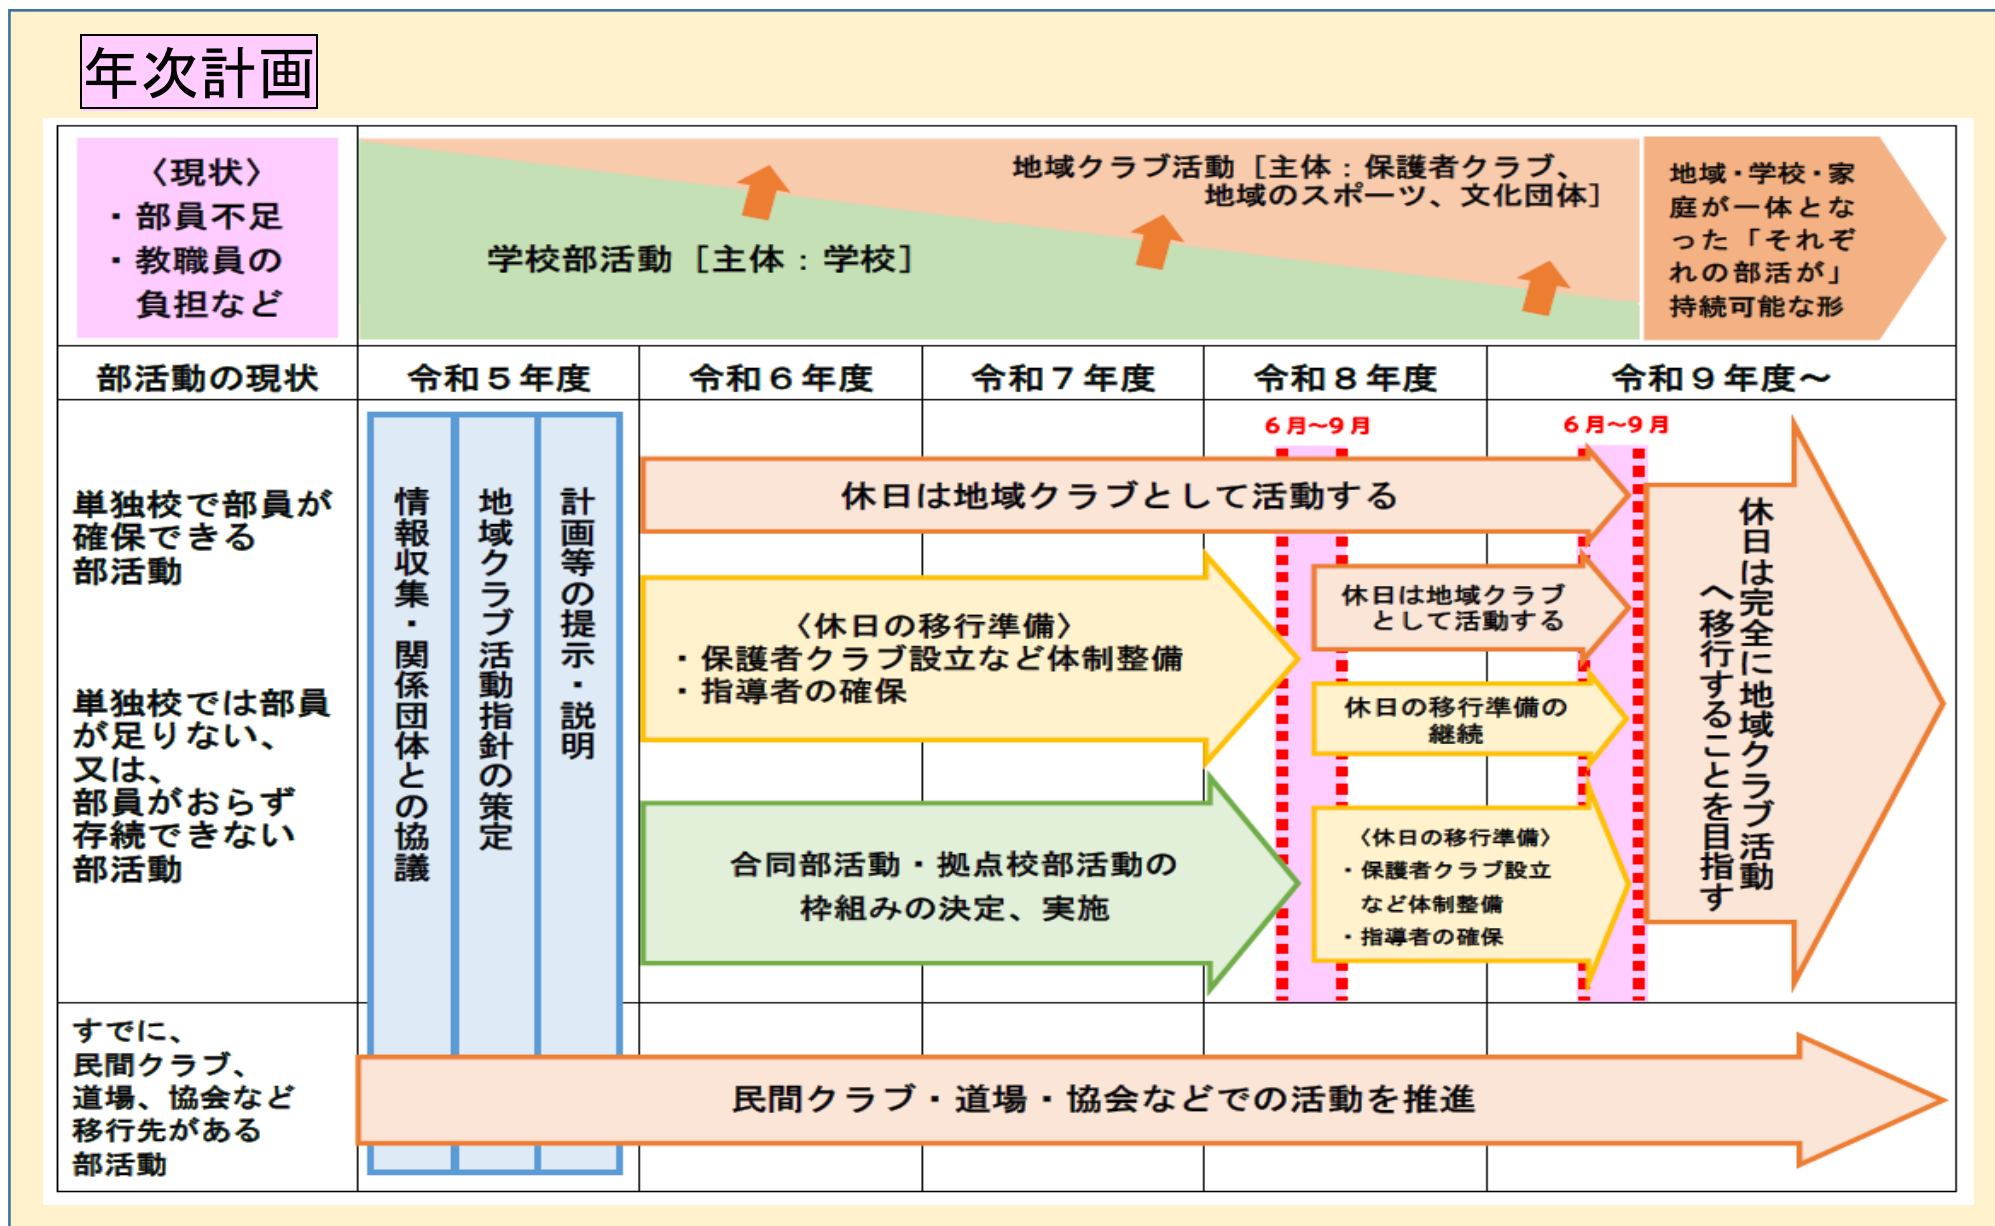 年次計画
〈現状〉
・部員不足
・教職員の
負担など
地域クラブ活動［主体：保護者クラブ、
地域のスポーツ、文化団体］
学校部活動［主体：学校］
地域・学校・家
庭が一体とな
った「それぞ
れの部活が」
持続可能な形
部活動の現状
令和５年度
令和６年度
令和７年度
令和８年度
令和９年度～
単独校で部員が
確保できる
部活動
単独校では部員
が足りない、
又は、
部員がおらず
存続できない
部活動
すでに、
民間クラブ、
道場、協会など
移行先がある
部活動
情報収集・関係団体との協議
地域クラブ活動指針の策定
計画等の提示・説明
６月～９月
６月～９月
休日は地域クラブとして活動する
〈休日の移行準備〉
・保護者クラブ設立など体制整備
・指導者の確保
休日は地域クラブ
として活動する
休日の移行準備の
継続
合同部活動・拠点校部活動の
枠組みの決定、実施
〈休日の移行準備〉
・保護者クラブ設立
など体制整備
・指導者の確保
休日は完全に地域クラブ活動
へ移行することを目指す
民間クラブ・道場・協会などでの活動を推進